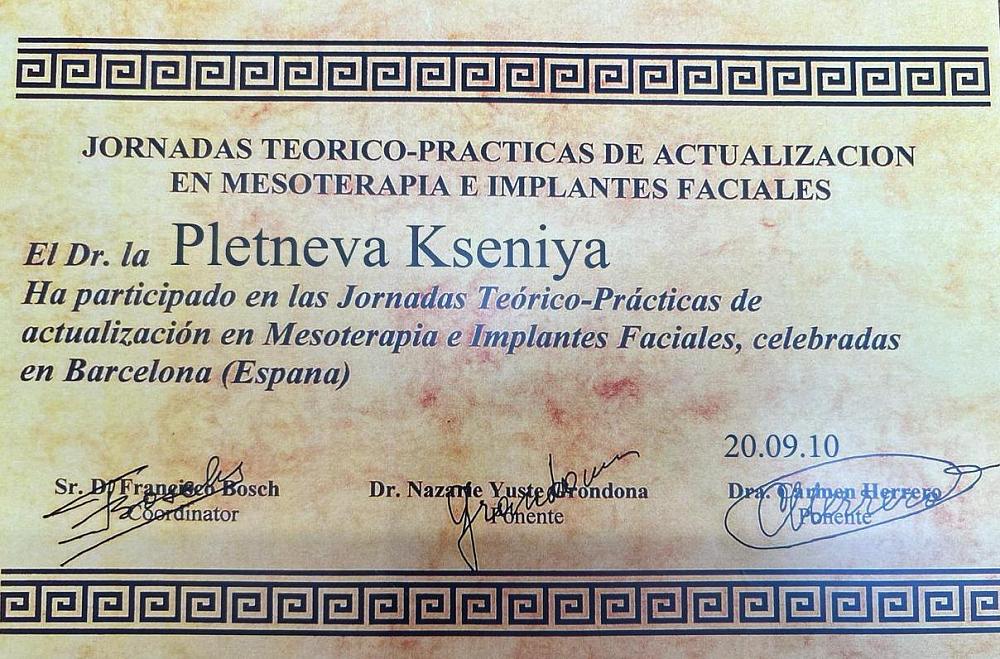 JORNADAS TEORICO-PRACTICAS DE ACTUALIZACION
EN MESOTERAPIA E IMPLANTES FACIALES
El Dr. la Pletneva Kseniya
Ha participado en las Jornadas Teórico-Prácticas de
actualización en Mesoterapia e Implantes Faciales, celebradas
en Barcelona (Espana)
20.09.10
Sr. D. Francisco Bosch Dr. Nazario Yuste Grondona Dra. Carmen Herrero
Coordinator Ponente Ponente